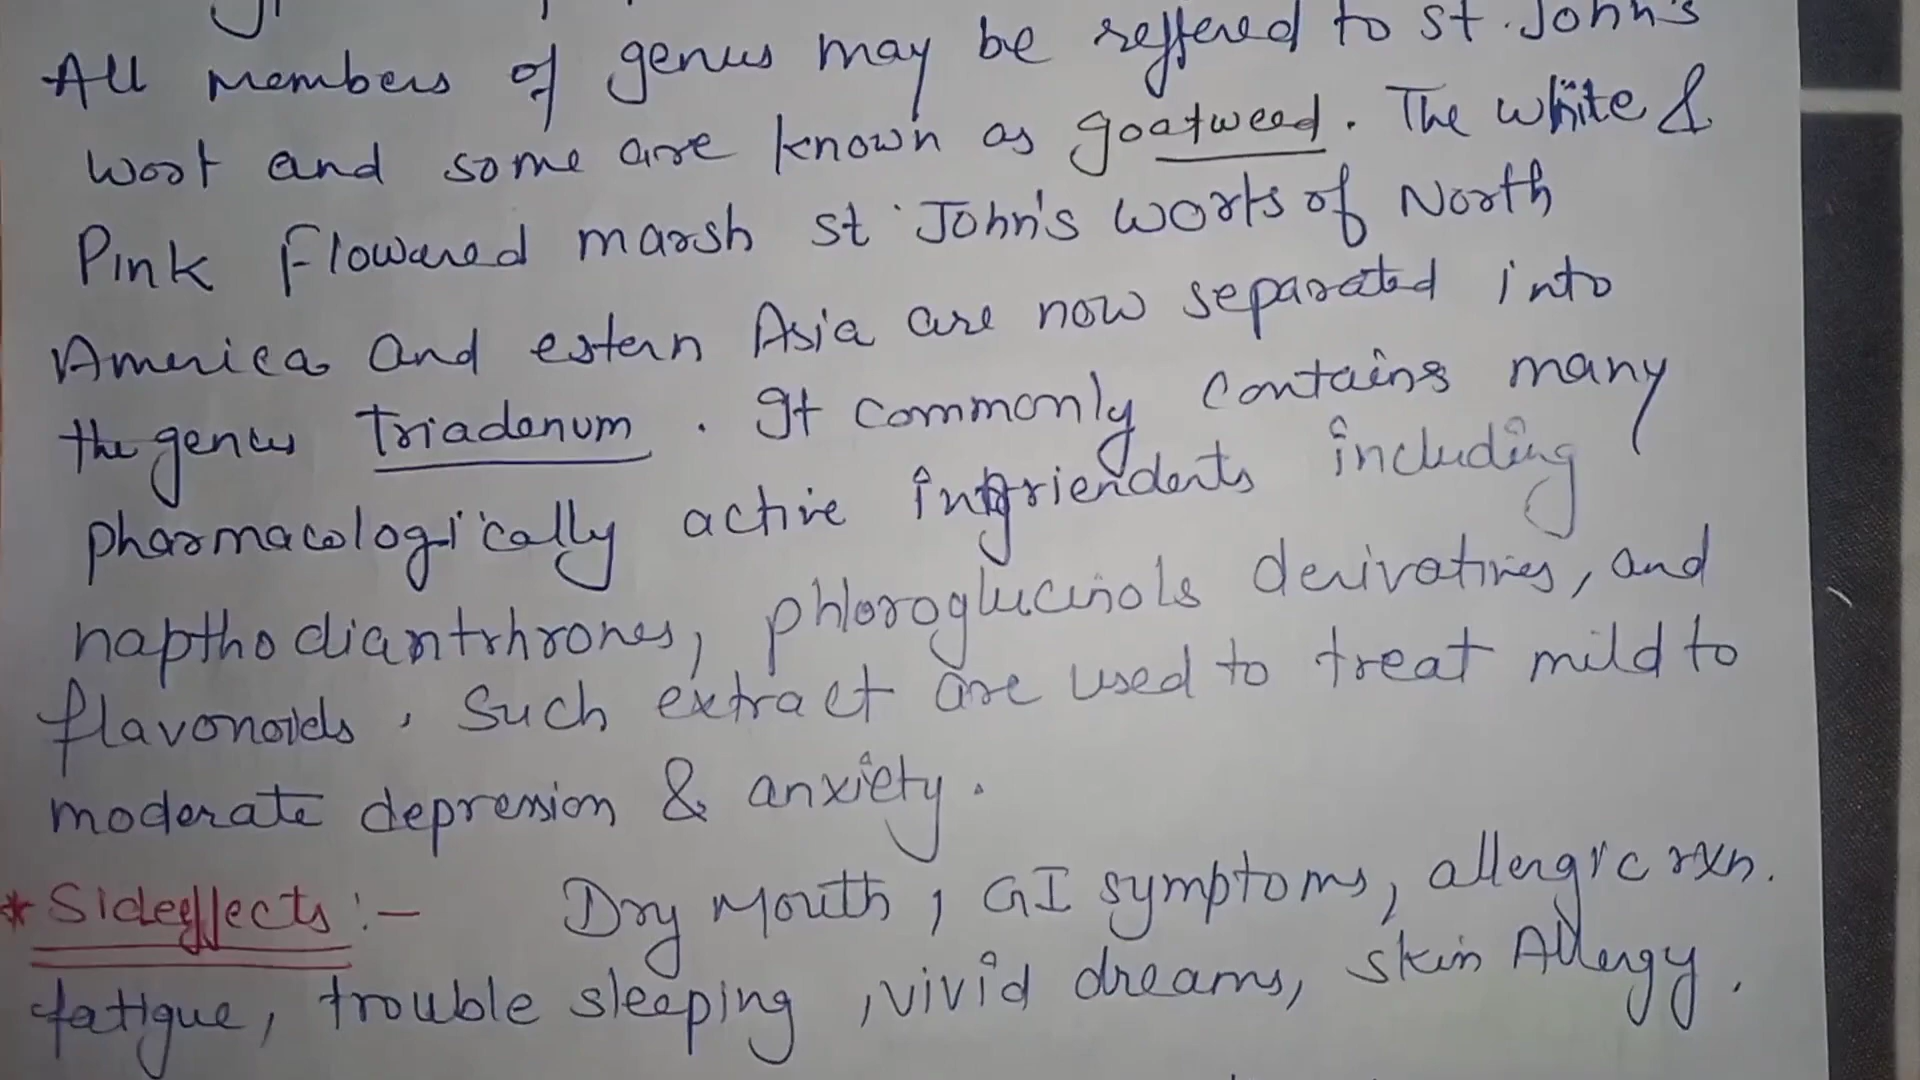 All members of genus may be reffered to st. John's
wort and some are known as goatweed. The white &
Pink flowered marsh st. John's worts of North
America and estern Asia are now separated into
the genus Triadenum. It commonly contains many
pharmacologically active ingriendents including
napthodiantrhrones, phloroglucinols derivatives, and
flavonoids, Such extract are used to treat mild to
moderate depression & anxiety.
* Sideeffects :- Dry Mouth, GI symptoms, allergic rxn.
fatigue, trouble sleeping, vivid dreams, skin Allergy.